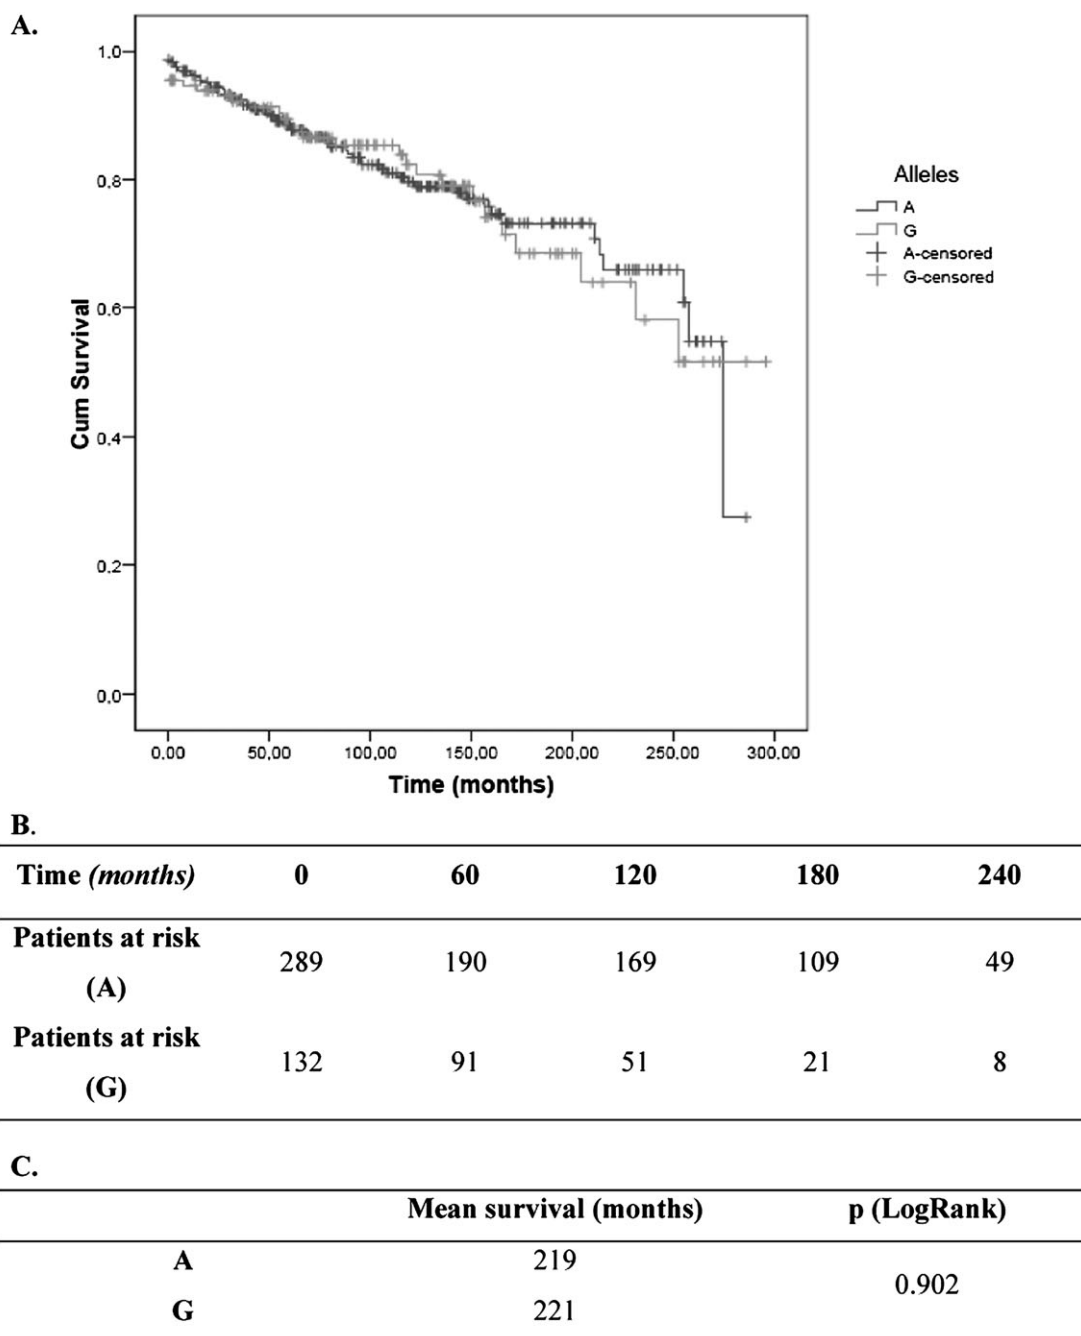 A.
1.0
0.8
0.6
0.4
0.2
0.0
Cum Survival
0.00 50,00 100,00 150,00 200,00 250,00 300,00
Time (months)
Alleles
A
G
A-censored
G-censored
B.
Time (months) 0 60 120 180 240
Patients at risk
(A)
289 190 169 109 49
Patients at risk
(G)
132 91 51 21 8
C.
Mean survival (months) p (LogRank)
A 219
0.902
G 221